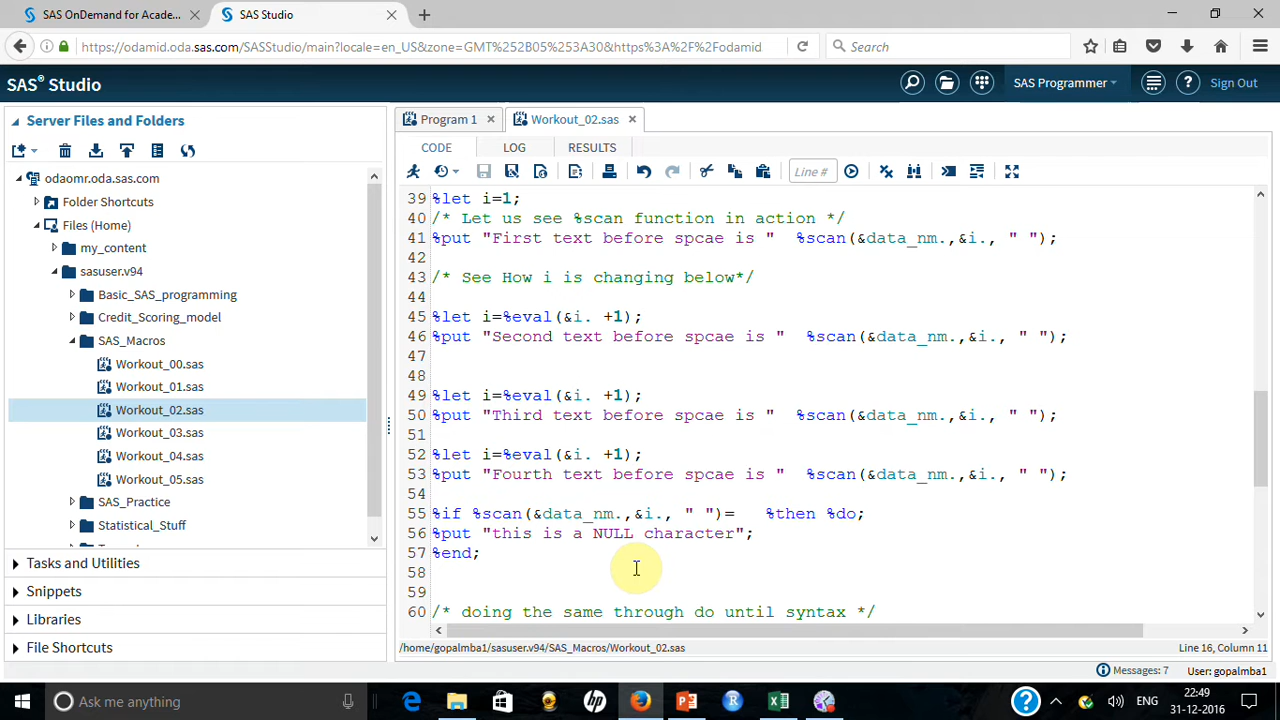 SAS OnDemand for Acade...
SAS Studio
https://odamid.oda.sas.com/SASStudio/main?locale=en_US&zone=GMT%252B05%253A30&https%3A%2F%2Fodamid
Search
SAS® Studio
SAS Programmer
Sign Out
Server Files and Folders
odaomr.oda.sas.com
Folder Shortcuts
Files (Home)
my_content
sasuser.v94
Basic_SAS_programming
Credit_Scoring_model
SAS_Macros
Workout_00.sas
Workout_01.sas
Workout_02.sas
Workout_03.sas
Workout_04.sas
Workout_05.sas
SAS_Practice
Statistical_Stuff
Tasks and Utilities
Snippets
Libraries
File Shortcuts
Program 1
Workout_02.sas
CODE LOG RESULTS
Line #
39 %let i=1;
40 /* Let us see %scan function in action */
41 %put "First text before spcae is "  %scan(&data_nm.,&i., " ");
42
43 /* See How i is changing below*/
44
45 %let i=%eval(&i. +1);
46 %put "Second text before spcae is "  %scan(&data_nm.,&i., " ");
47
48
49 %let i=%eval(&i. +1);
50 %put "Third text before spcae is "  %scan(&data_nm.,&i., " ");
51
52 %let i=%eval(&i. +1);
53 %put "Fourth text before spcae is "  %scan(&data_nm.,&i., " ");
54
55 %if %scan(&data_nm.,&i., " ")=   %then %do;
56 %put "this is a NULL character";
57 %end;
58
59
60 /* doing the same through do until syntax */
/home/gopalmba1/sasuser.v94/SAS_Macros/Workout_02.sas
Line 16, Column 11
Messages: 7
User: gopalmba1
Ask me anything
ENG
22:49
31-12-2016